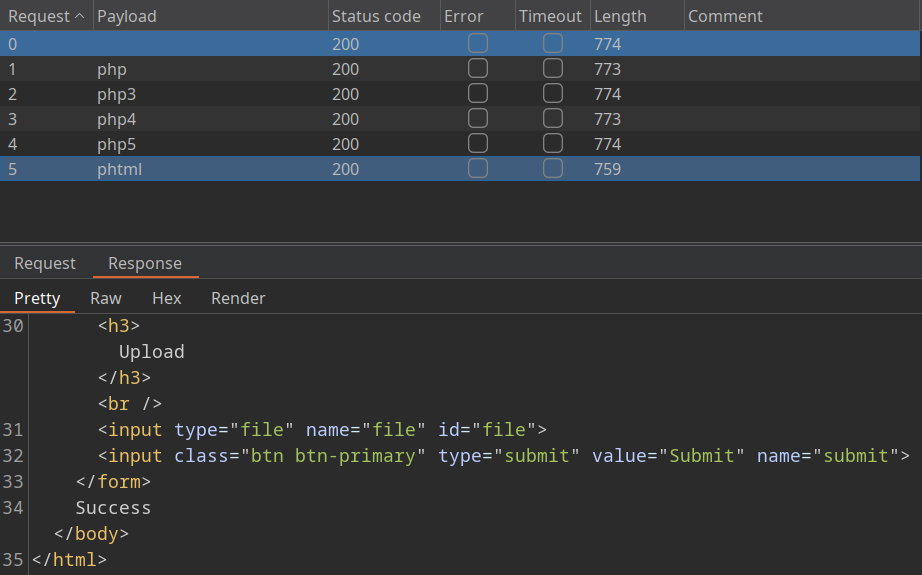 Request Payload Status code Error Timeout Length Comment
0 200 774
1 php 200 773
2 php3 200 774
3 php4 200 773
4 php5 200 774
5 phtml 200 759
Request Response
Pretty Raw Hex Render
30 <h3>
Upload
</h3>
<br />
31 <input type="file" name="file" id="file">
32 <input class="btn btn-primary" type="submit" value="Submit" name="submit">
33 </form>
34 Success
</body>
35 </html>